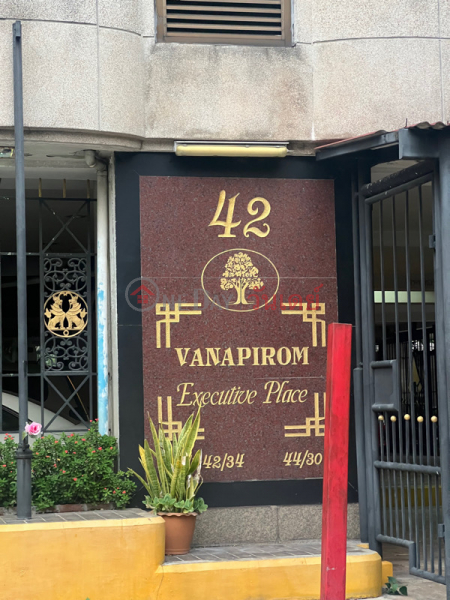 42
VANAPIROM
Executive Place
42/34 44/30